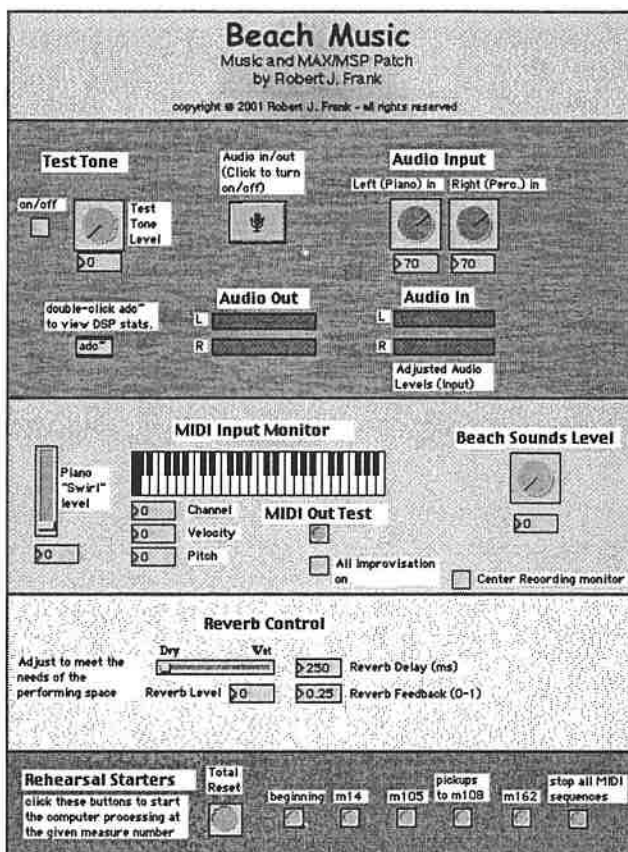 Beach Music
Music and MAX/MSP Patch
by Robert J. Frank
copyright © 2001 Robert J. Frank - all rights reserved
Test Tone
on/off
Test
Tone
Level
0
Audio in/out
(Click to turn
on/off)
Audio Input
Left (Piano) in Right (Perc.) in
70 70
double-click ado~
to view DSP stats.
ado~
Audio Out
L
R
Audio In
L
R
Adjusted Audio
Levels (input)
Piano
"Swirl"
level
0
MIDI Input Monitor
0 Channel
0 Velocity
0 Pitch
MIDI Out Test
All Improvisation
on
Beach Sounds Level
0
Center Recording monitor
Reverb Control
Adjust to meet the
needs of the
performing space
Dry Wet
Reverb Level 0
250 Reverb Delay (ms)
0.25 Reverb Feedback (0-1)
Rehearsal Starters
click these buttons to start
the computer processing at
the given measure number
Total
Reset
beginning
m14
m105
pickups
to m108
m162
stop all MIDI
sequences